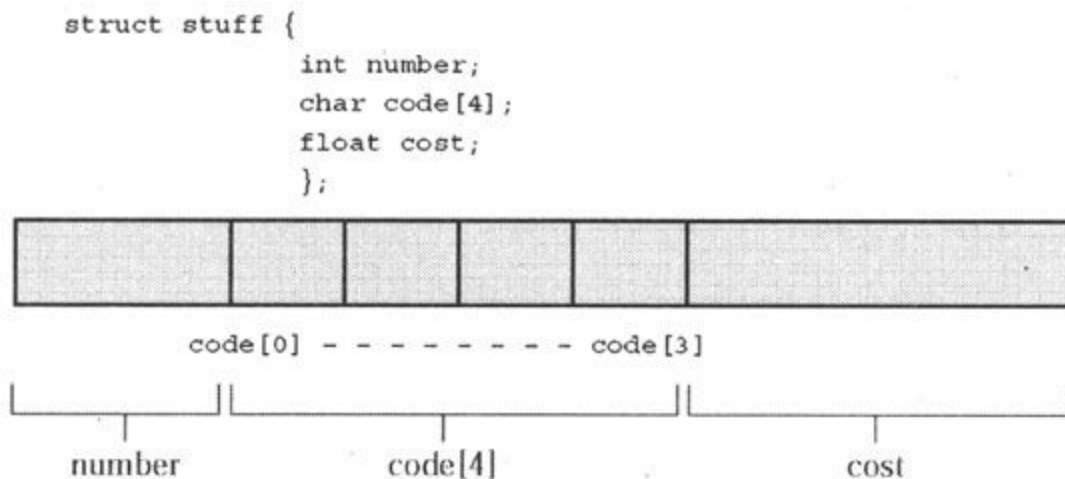 struct stuff {
int number;
char code[4];
float cost;
};
code[0] - - - - - - - - - code[3]
number code[4] cost